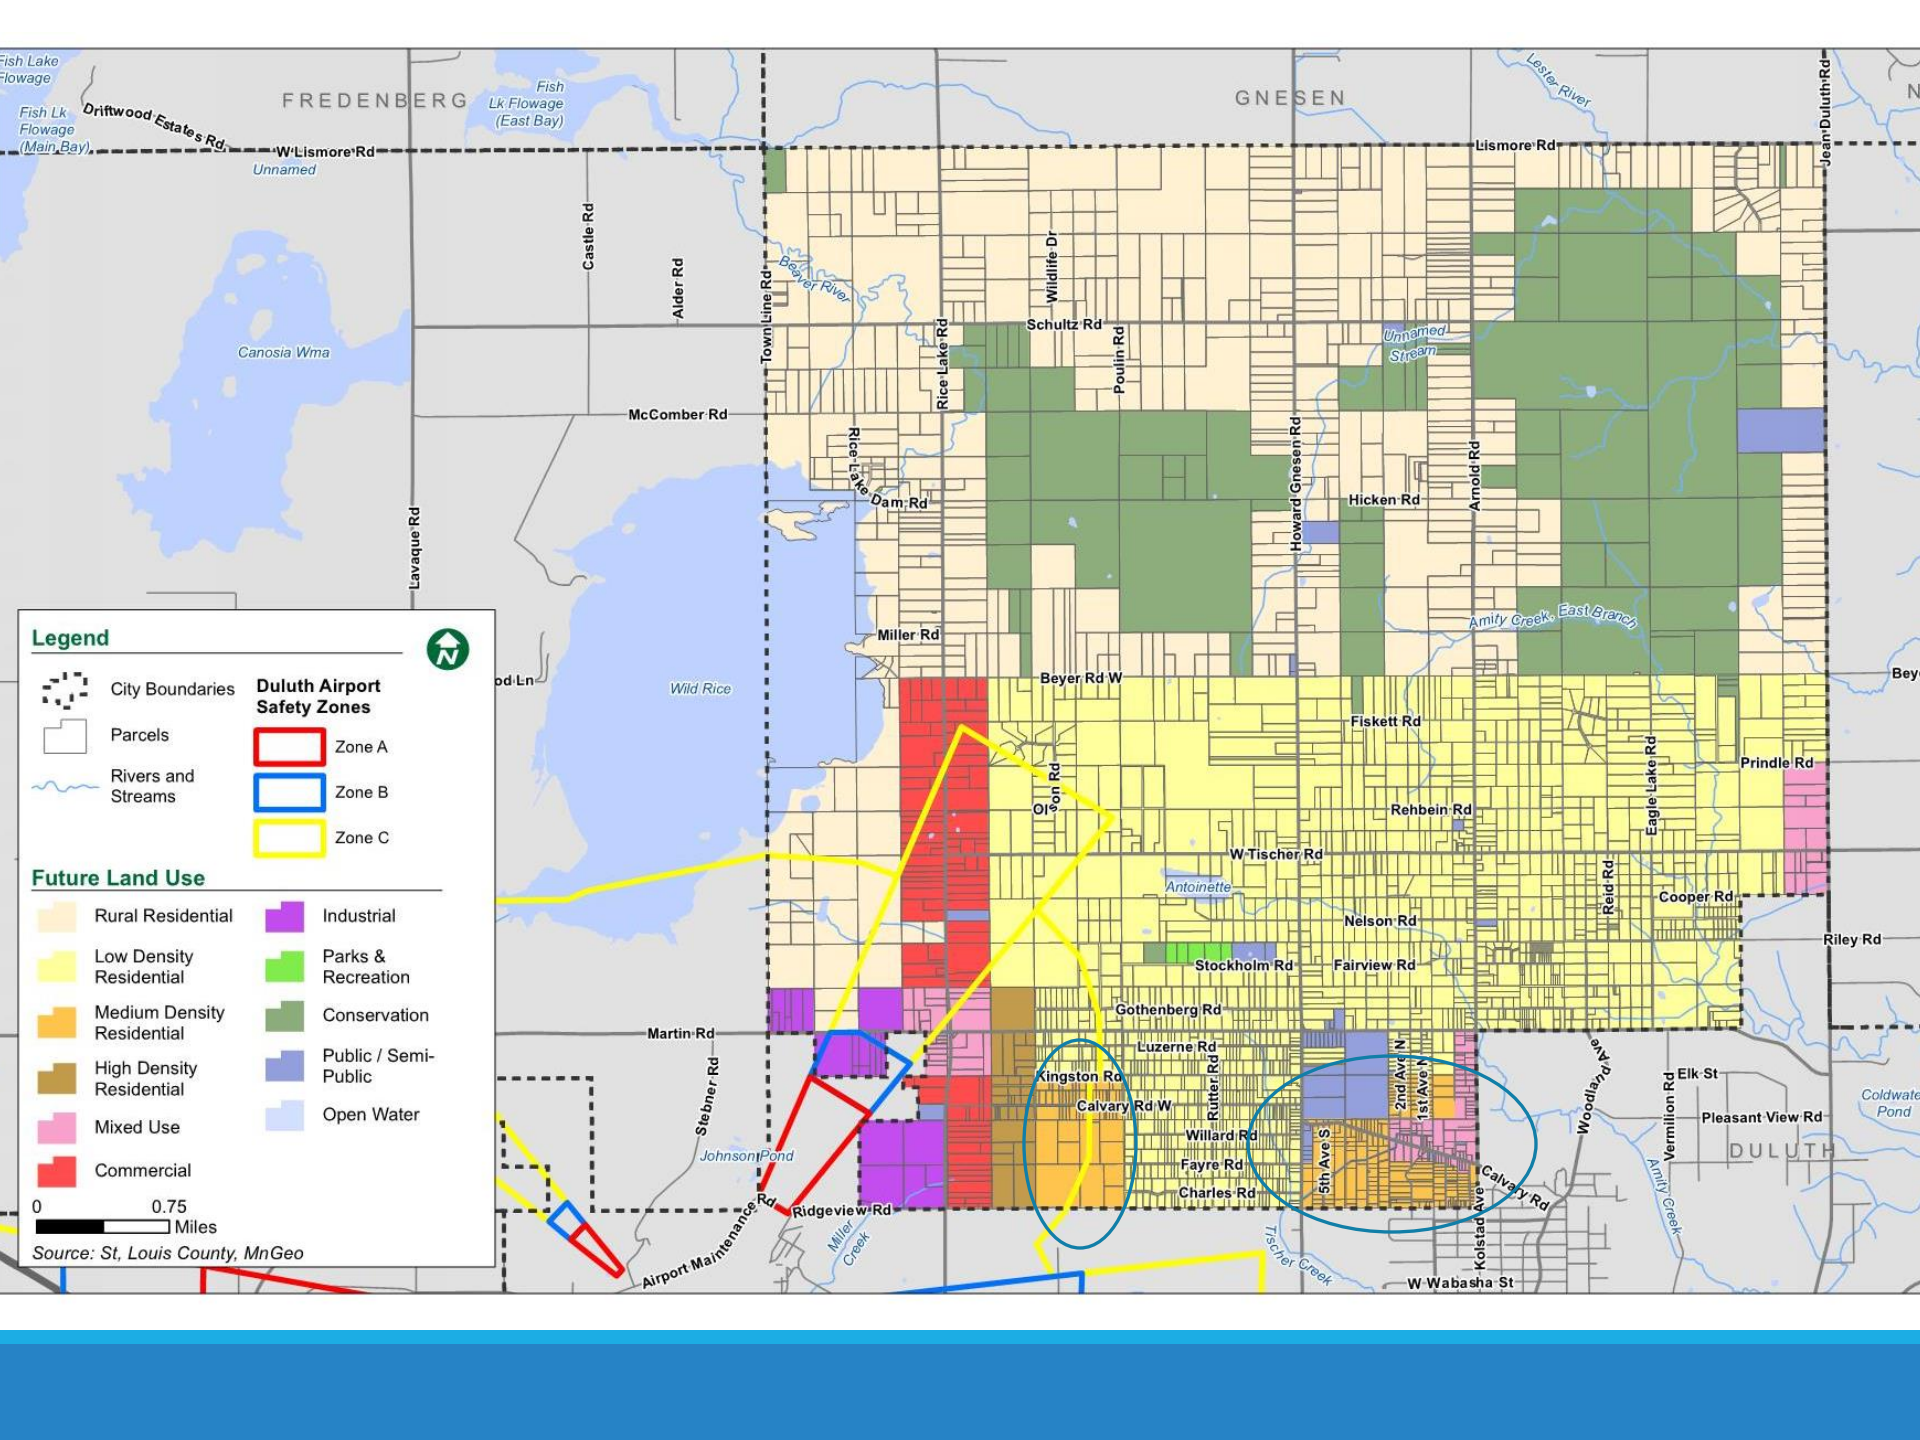 Fish Lake
Flowage
Fish Lk
Flowage
(Main Bay)
Driftwood Estates Rd
FREDENBERG
Fish
Lk Flowage
(East Bay)
GNESEN
Lester River
Jean Duluth Rd
N
W Lismore Rd
Unnamed
Lismore Rd
Castle Rd
Alder Rd
Town Line Rd
Beaver River
Wildlife Dr
Canosia Wma
Schultz Rd
Rice Lake Rd
Poulin Rd
Unnamed
Stream
McComber Rd
Rice Lake Dam Rd
Howard Gnesen Rd
Arnold Rd
Hicken Rd
Lavaque Rd
Amity Creek, East Branch
Miller Rd
od Ln
Wild Rice
Beyer Rd W
Bey
Fiskett Rd
Olson Rd
Eagle Lake Rd
Prindle Rd
Rehbein Rd
W Tischer Rd
Antoinette
Reid Rd
Cooper Rd
Nelson Rd
Riley Rd
Stockholm Rd
Fairview Rd
Gothenberg Rd
Martin Rd
Luzerne Rd
Stebner Rd
Kingston Rd
Rutter Rd
2nd Ave N
1st Ave N
Woodland Ave
Vermilion Rd
Elk St
Coldwate
Pond
Calvary Rd W
Pleasant View Rd
Willard Rd
5th Ave S
DULUTH
Johnson Pond
Fayre Rd
Charles Rd
Calvary Rd
Amity Creek
Ridgeview Rd
Airport Maintenance Rd
Miller
Creek
Tischer Creek
Kolstad Ave
W Wabasha St
Legend
N
City Boundaries
Parcels
Rivers and
Streams
Duluth Airport
Safety Zones
Zone A
Zone B
Zone C
Future Land Use
Rural Residential
Low Density
Residential
Medium Density
Residential
High Density
Residential
Mixed Use
Commercial
Industrial
Parks &
Recreation
Conservation
Public / Semi-
Public
Open Water
0 0.75
Miles
Source: St, Louis County, MnGeo